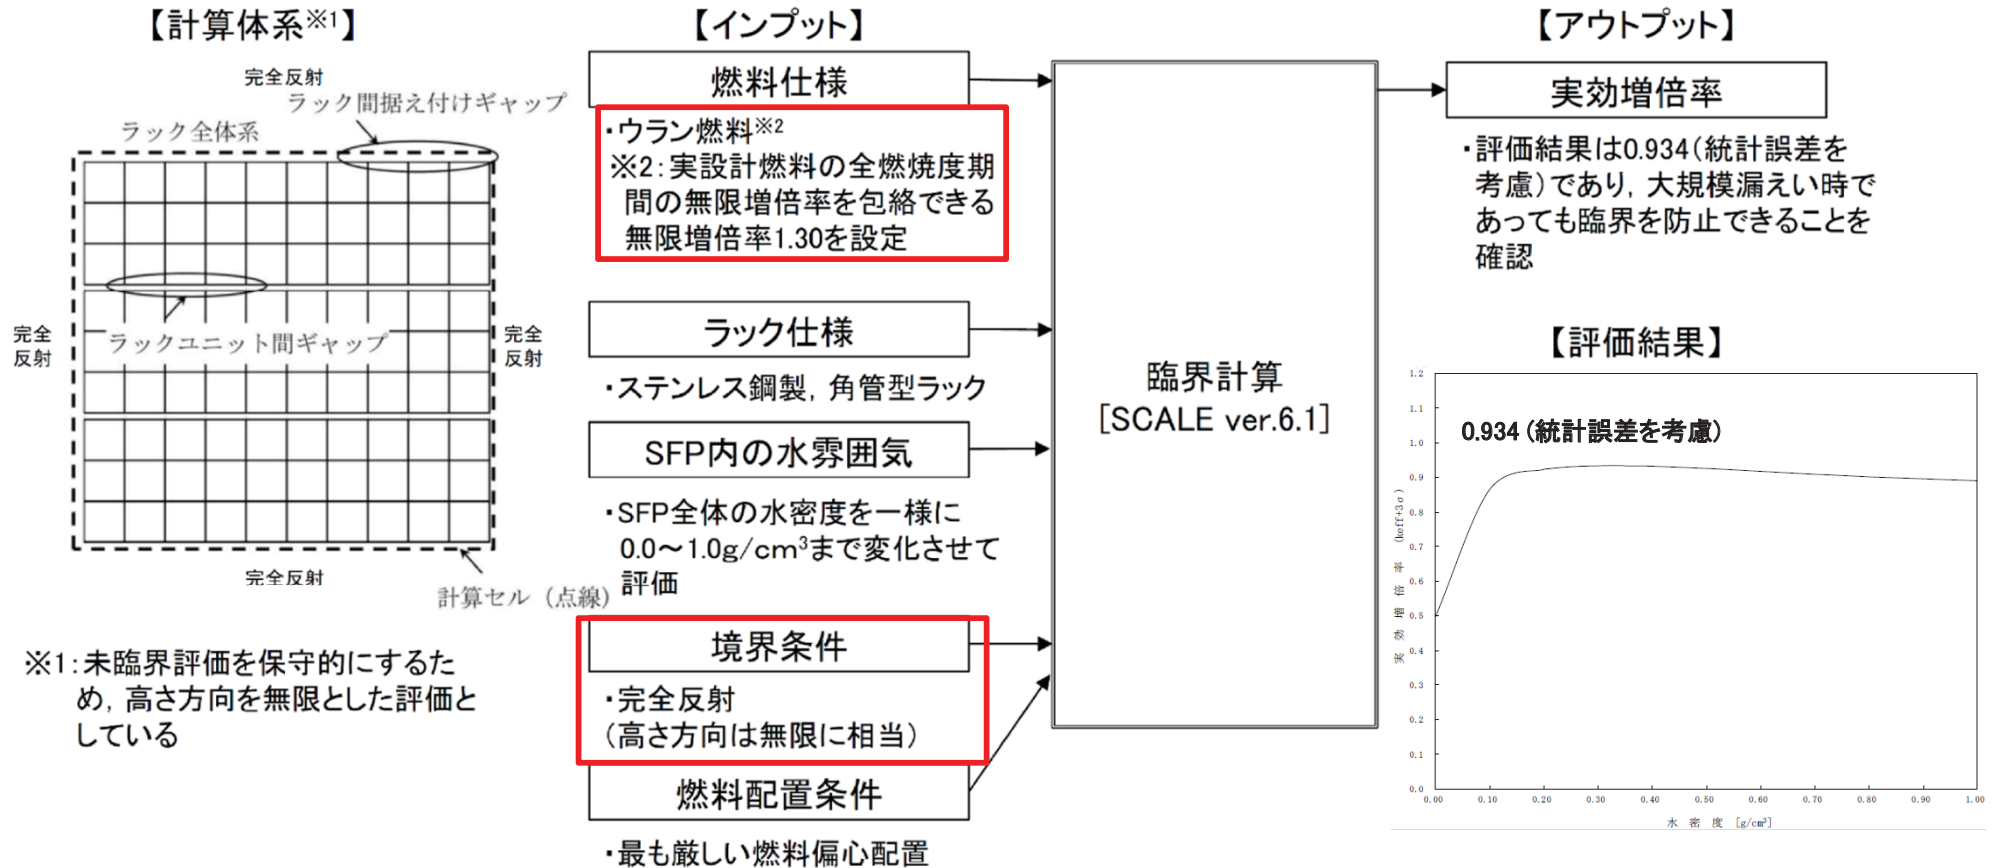 【計算体系※1】
完全反射
ラック間据え付けギャップ
ラック全体系
完全
反射
ラックユニット間ギャップ
完全
反射
完全反射
計算セル（点線）
※1：未臨界評価を保守的にするた
め，高さ方向を無限とした評価と
している
【インプット】
燃料仕様
・ウラン燃料※2
※2：実設計燃料の全燃焼度期
間の無限増倍率を包絡できる
無限増倍率1.30を設定
ラック仕様
・ステンレス鋼製，角管型ラック
SFP内の水雰囲気
・SFP全体の水密度を一様に
0.0～1.0g/cm³まで変化させて
評価
境界条件
・完全反射
（高さ方向は無限に相当）
燃料配置条件
・最も厳しい燃料偏心配置
臨界計算
［SCALE ver.6.1］
【アウトプット】
実効増倍率
・評価結果は0.934（統計誤差を
考慮）であり，大規模漏えい時で
あっても臨界を防止できることを
確認
【評価結果】
0.934（統計誤差を考慮）
1.2
1.1
1.0
0.9
0.8
0.7
0.6
0.5
0.4
0.3
0.2
0.1
0.0
実効増倍率 (keff+3σ)
0.00 0.10 0.20 0.30 0.40 0.50 0.60 0.70 0.80 0.90 1.00
水密度 [g/cm³]